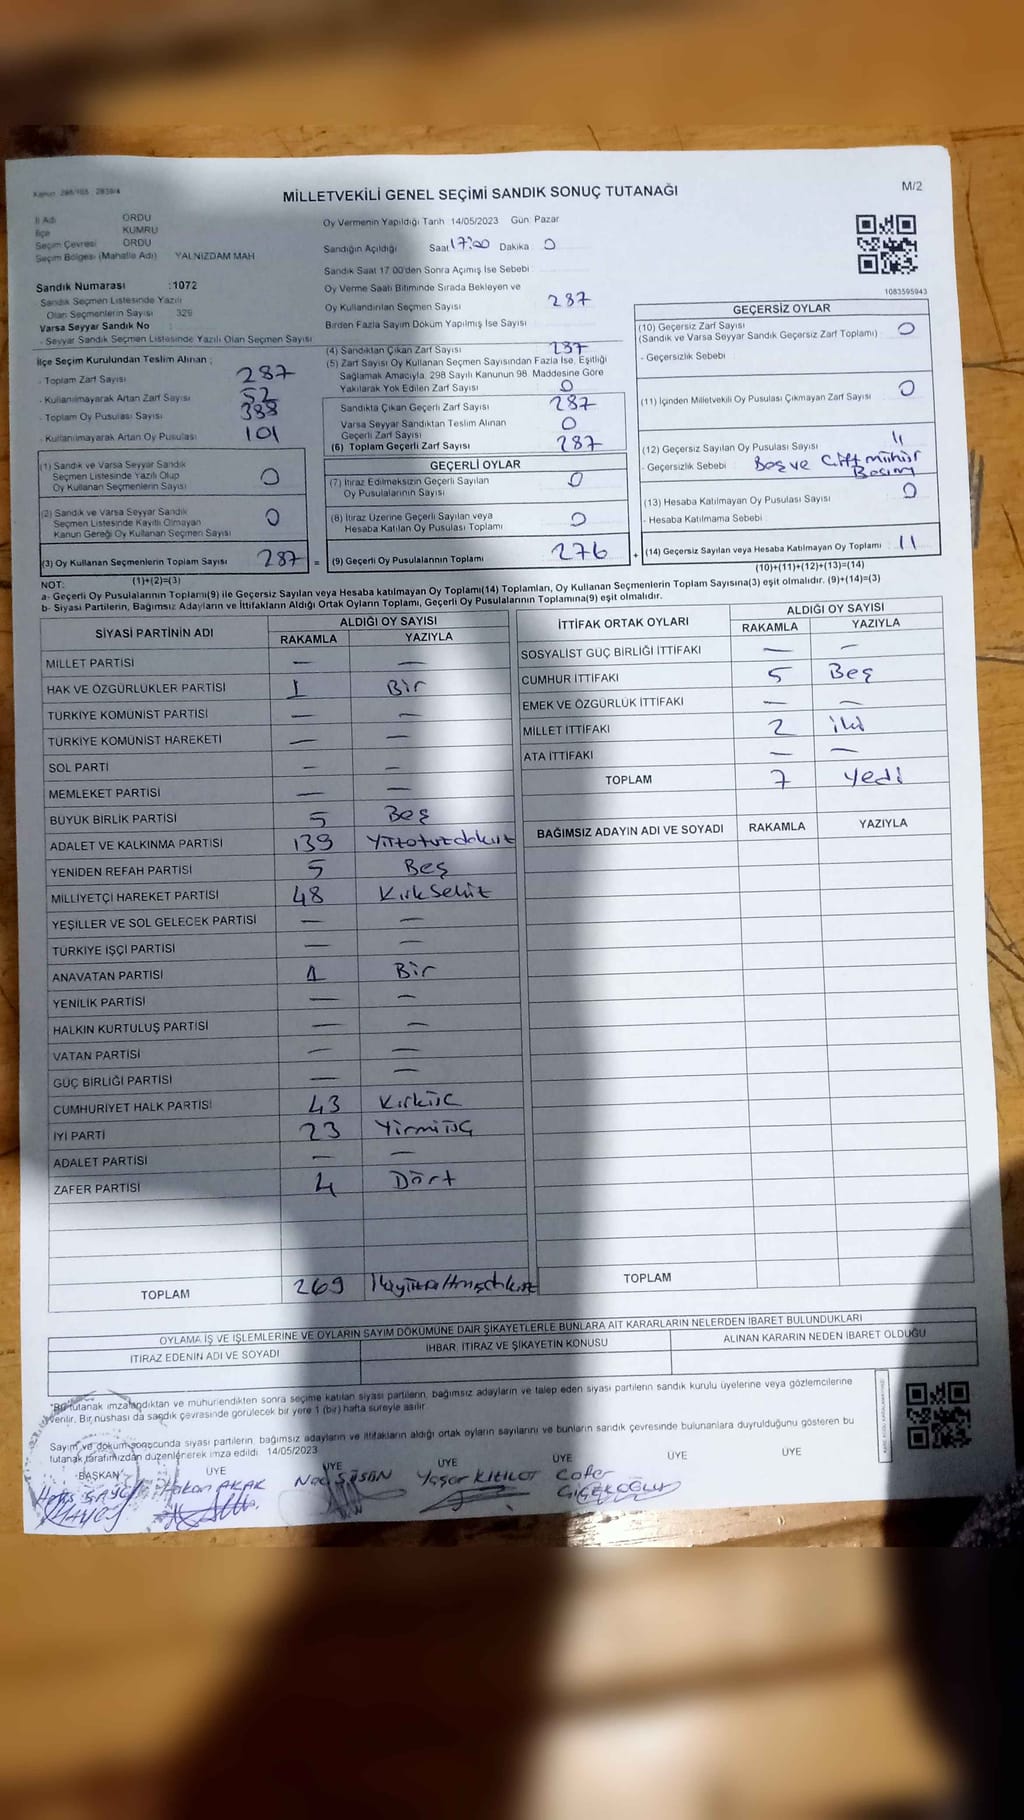 Kanun: 298/105 2839/4
MİLLETVEKİLİ GENEL SEÇİMİ SANDIK SONUÇ TUTANAĞI
M/2
İl Adı ORDU
İlçe KUMRU
Seçim Çevresi ORDU
Seçim Bölgesi (Mahalle Adı) YALNIZDAM MAH
Sandık Numarası :1072
Sandık Seçmen Listesinde Yazılı
Olan Seçmenlerin Sayısı 329
Varsa Seyyar Sandık No
- Seyyar Sandık Seçmen Listesinde Yazılı Olan Seçmen Sayısı
İlçe Seçim Kurulundan Teslim Alınan ;
- Toplam Zarf Sayısı 287
- Kullanılmayarak Artan Zarf Sayısı 52
- Toplam Oy Pusulası Sayısı 388
- Kullanılmayarak Artan Oy Pusulası 101
(1) Sandık ve Varsa Seyyar Sandık
Seçmen Listesinde Yazılı Olup
Oy Kullanan Seçmenlerin Sayısı 0
(2) Sandık ve Varsa Seyyar Sandık
Seçmen Listesinde Kayıtlı Olmayan
Kanun Gereği Oy Kullanan Seçmen Sayısı 0
(3) Oy Kullanan Seçmenlerin Toplam Sayısı 287 =
(1)+(2)=(3)
Oy Vermenin Yapıldığı Tarih 14/05/2023 Gün: Pazar
Sandığın Açıldığı Saat 17:00 Dakika 0
Sandık Saat 17.00'den Sonra Açımış İse Sebebi :
Oy Verme Saati Bitiminde Sırada Bekleyen ve
Oy Kullandırılan Seçmen Sayısı 287
Birden Fazla Sayım Döküm Yapılmış İse Sayısı
(4) Sandıktan Çıkan Zarf Sayısı 287
(5) Zarf Sayısı Oy Kullanan Seçmen Sayısından Fazla İse, Eşitliği
Sağlamak Amacıyla, 298 Sayılı Kanunun 98. Maddesine Göre
Yakılarak Yok Edilen Zarf Sayısı 0
Sandıkta Çıkan Geçerli Zarf Sayısı 287
Varsa Seyyar Sandıktan Teslim Alınan
Geçerli Zarf Sayısı 0
(6) Toplam Geçerli Zarf Sayısı 287
GEÇERLİ OYLAR
(7) İtiraz Edilmeksizin Geçerli Sayılan
Oy Pusulalarının Sayısı 0
(8) İtiraz Üzerine Geçerli Sayılan veya
Hesaba Katılan Oy Pusulası Toplamı 0
(9) Geçerli Oy Pusulalarının Toplamı 276 +
1083595943
GEÇERSİZ OYLAR
(10) Geçersiz Zarf Sayısı 0
(Sandık ve Varsa Seyyar Sandık Geçersiz Zarf Toplamı)
- Geçersizlik Sebebi
(11) İçinden Milletvekili Oy Pusulası Çıkmayan Zarf Sayısı 0
(12) Geçersiz Sayılan Oy Pusulası Sayısı 11
- Geçersizlik Sebebi Boş ve Çift mühür
Basımı
(13) Hesaba Katılmayan Oy Pusulası Sayısı 0
- Hesaba Katılmama Sebebi
(14) Geçersiz Sayılan veya Hesaba Katılmayan Oy Toplamı 11
(10)+(11)+(12)+(13)=(14)
NOT:
a- Geçerli Oy Pusulalarının Toplamı(9) ile Geçersiz Sayılan veya Hesaba katılmayan Oy Toplamı(14) Toplamları, Oy Kullanan Seçmenlerin Toplam Sayısına(3) eşit olmalıdır. (9)+(14)=(3)
b- Siyasi Partilerin, Bağımsız Adayların ve İttifakların Aldığı Ortak Oyların Toplamı, Geçerli Oy Pusulalarının Toplamına(9) eşit olmalıdır.
SİYASİ PARTİNİN ADI ALDIĞI OY SAYISI
RAKAMLA YAZIYLA
MİLLET PARTİSİ — —
HAK VE ÖZGÜRLÜKLER PARTİSİ 1 Bir
TÜRKİYE KOMÜNİST PARTİSİ — —
TÜRKİYE KOMÜNİST HAREKETİ — —
SOL PARTİ — —
MEMLEKET PARTİSİ — —
BÜYÜK BİRLİK PARTİSİ 5 Beş
ADALET VE KALKINMA PARTİSİ 139 Yüzotuzdokuz
YENİDEN REFAH PARTİSİ 5 Beş
MİLLİYETÇİ HAREKET PARTİSİ 48 Kırksekiz
YEŞİLLER VE SOL GELECEK PARTİSİ — —
TÜRKİYE İŞÇİ PARTİSİ — —
ANAVATAN PARTİSİ 1 Bir
YENİLİK PARTİSİ — —
HALKIN KURTULUŞ PARTİSİ — —
VATAN PARTİSİ — —
GÜÇ BİRLİĞİ PARTİSİ — —
CUMHURİYET HALK PARTİSİ 43 Kırküç
İYİ PARTİ 23 Yirmiüç
ADALET PARTİSİ — —
ZAFER PARTİSİ 4 Dört
TOPLAM 269 İkiyüzaltmışdokuz
İTTİFAK ORTAK OYLARI ALDIĞI OY SAYISI
RAKAMLA YAZIYLA
SOSYALİST GÜÇ BİRLİĞİ İTTİFAKI — —
CUMHUR İTTİFAKI 5 Beş
EMEK VE ÖZGÜRLÜK İTTİFAKI — —
MİLLET İTTİFAKI 2 iki
ATA İTTİFAKI — —
TOPLAM 7 Yedi
BAĞIMSIZ ADAYIN ADI VE SOYADI RAKAMLA YAZIYLA
TOPLAM
OYLAMA İŞ VE İŞLEMLERİNE VE OYLARIN SAYIM DÖKÜMÜNE DAİR ŞİKAYETLERLE BUNLARA AİT KARARLARIN NELERDEN İBARET BULUNDUKLARI
İTİRAZ EDENİN ADI VE SOYADI İHBAR, İTİRAZ VE ŞİKAYETİN KONUSU ALINAN KARARIN NEDEN İBARET OLDUĞU
*Bu tutanak imzalandıktan ve mühürlendikten sonra seçime katılan siyasi partilerin, bağımsız adayların ve talep eden siyasi partilerin sandık kurulu üyelerine veya gözlemcilerine
verilir. Bir nüshası da sandık çevresinde görülecek bir yere 1 (bir) hafta süreyle asılır.
Sayım ve döküm sonucunda siyasi partilerin, bağımsız adayların ve ittifakların aldığı ortak oyların sayılarını ve bunların sandık çevresinde bulunanlara duyrulduğunu gösteren bu
tutanak tarafımızdan düzenlenerek imza edildi. 14/05/2023
BAŞKAN ÜYE ÜYE ÜYE ÜYE ÜYE ÜYE
Hakan AKAR
Yaşar
Cafer
ÇİÇEKOĞLU